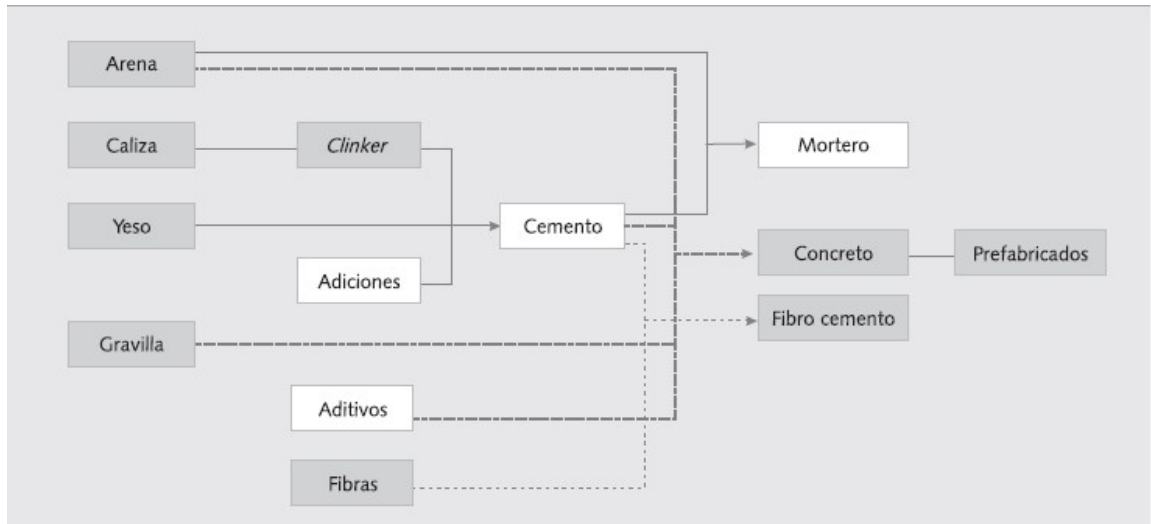 Arena
Caliza
Clinker
Mortero
Yeso
Cemento
Adiciones
Concreto
Prefabricados
Gravilla
Fibro cemento
Aditivos
Fibras